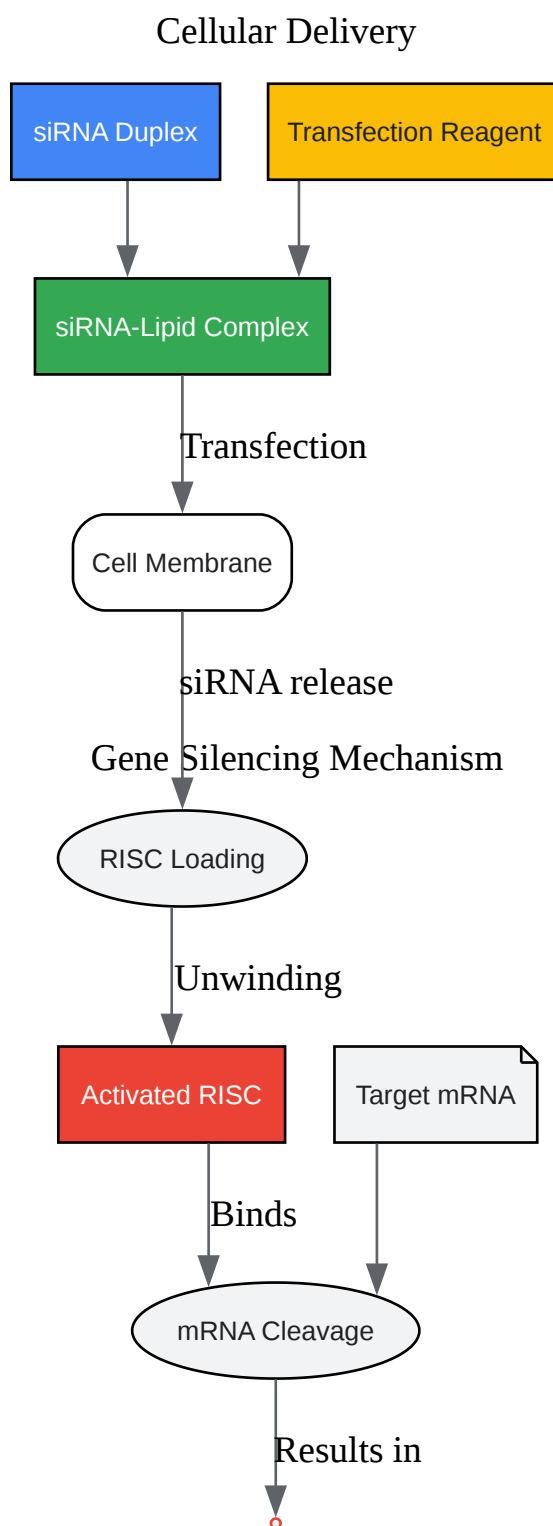 Cellular Delivery
siRNA Duplex
Transfection Reagent
siRNA-Lipid Complex
Transfection
Cell Membrane
siRNA release
Gene Silencing Mechanism
RISC Loading
Unwinding
Activated RISC
Target mRNA
Binds
mRNA Cleavage
Results in